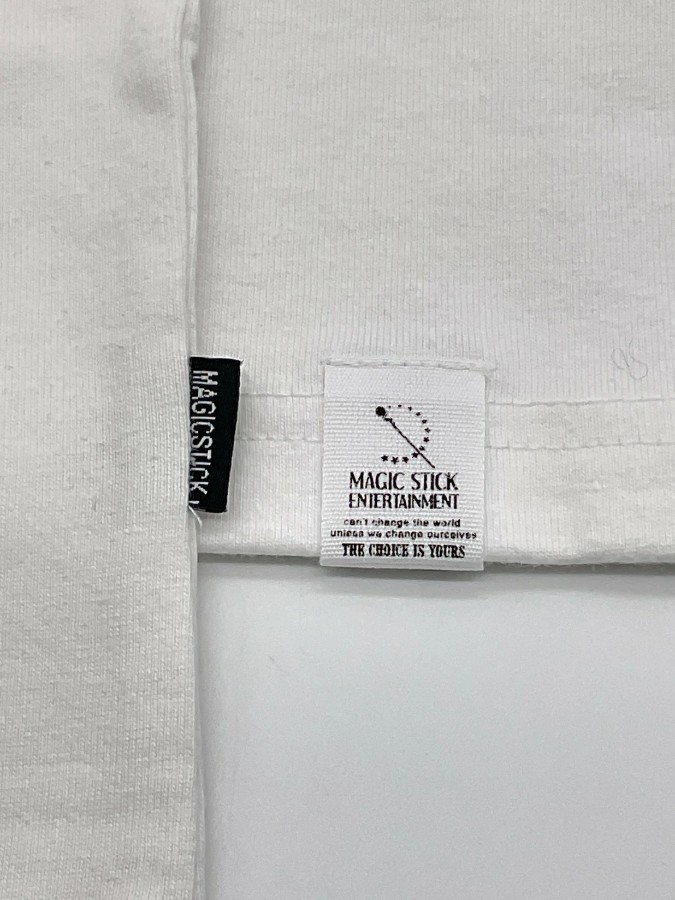 MAGICSTICK
MAGIC STICK
ENTERTAINMENT
can't change the world
unless we change ourselves
THE CHOICE IS YOURS